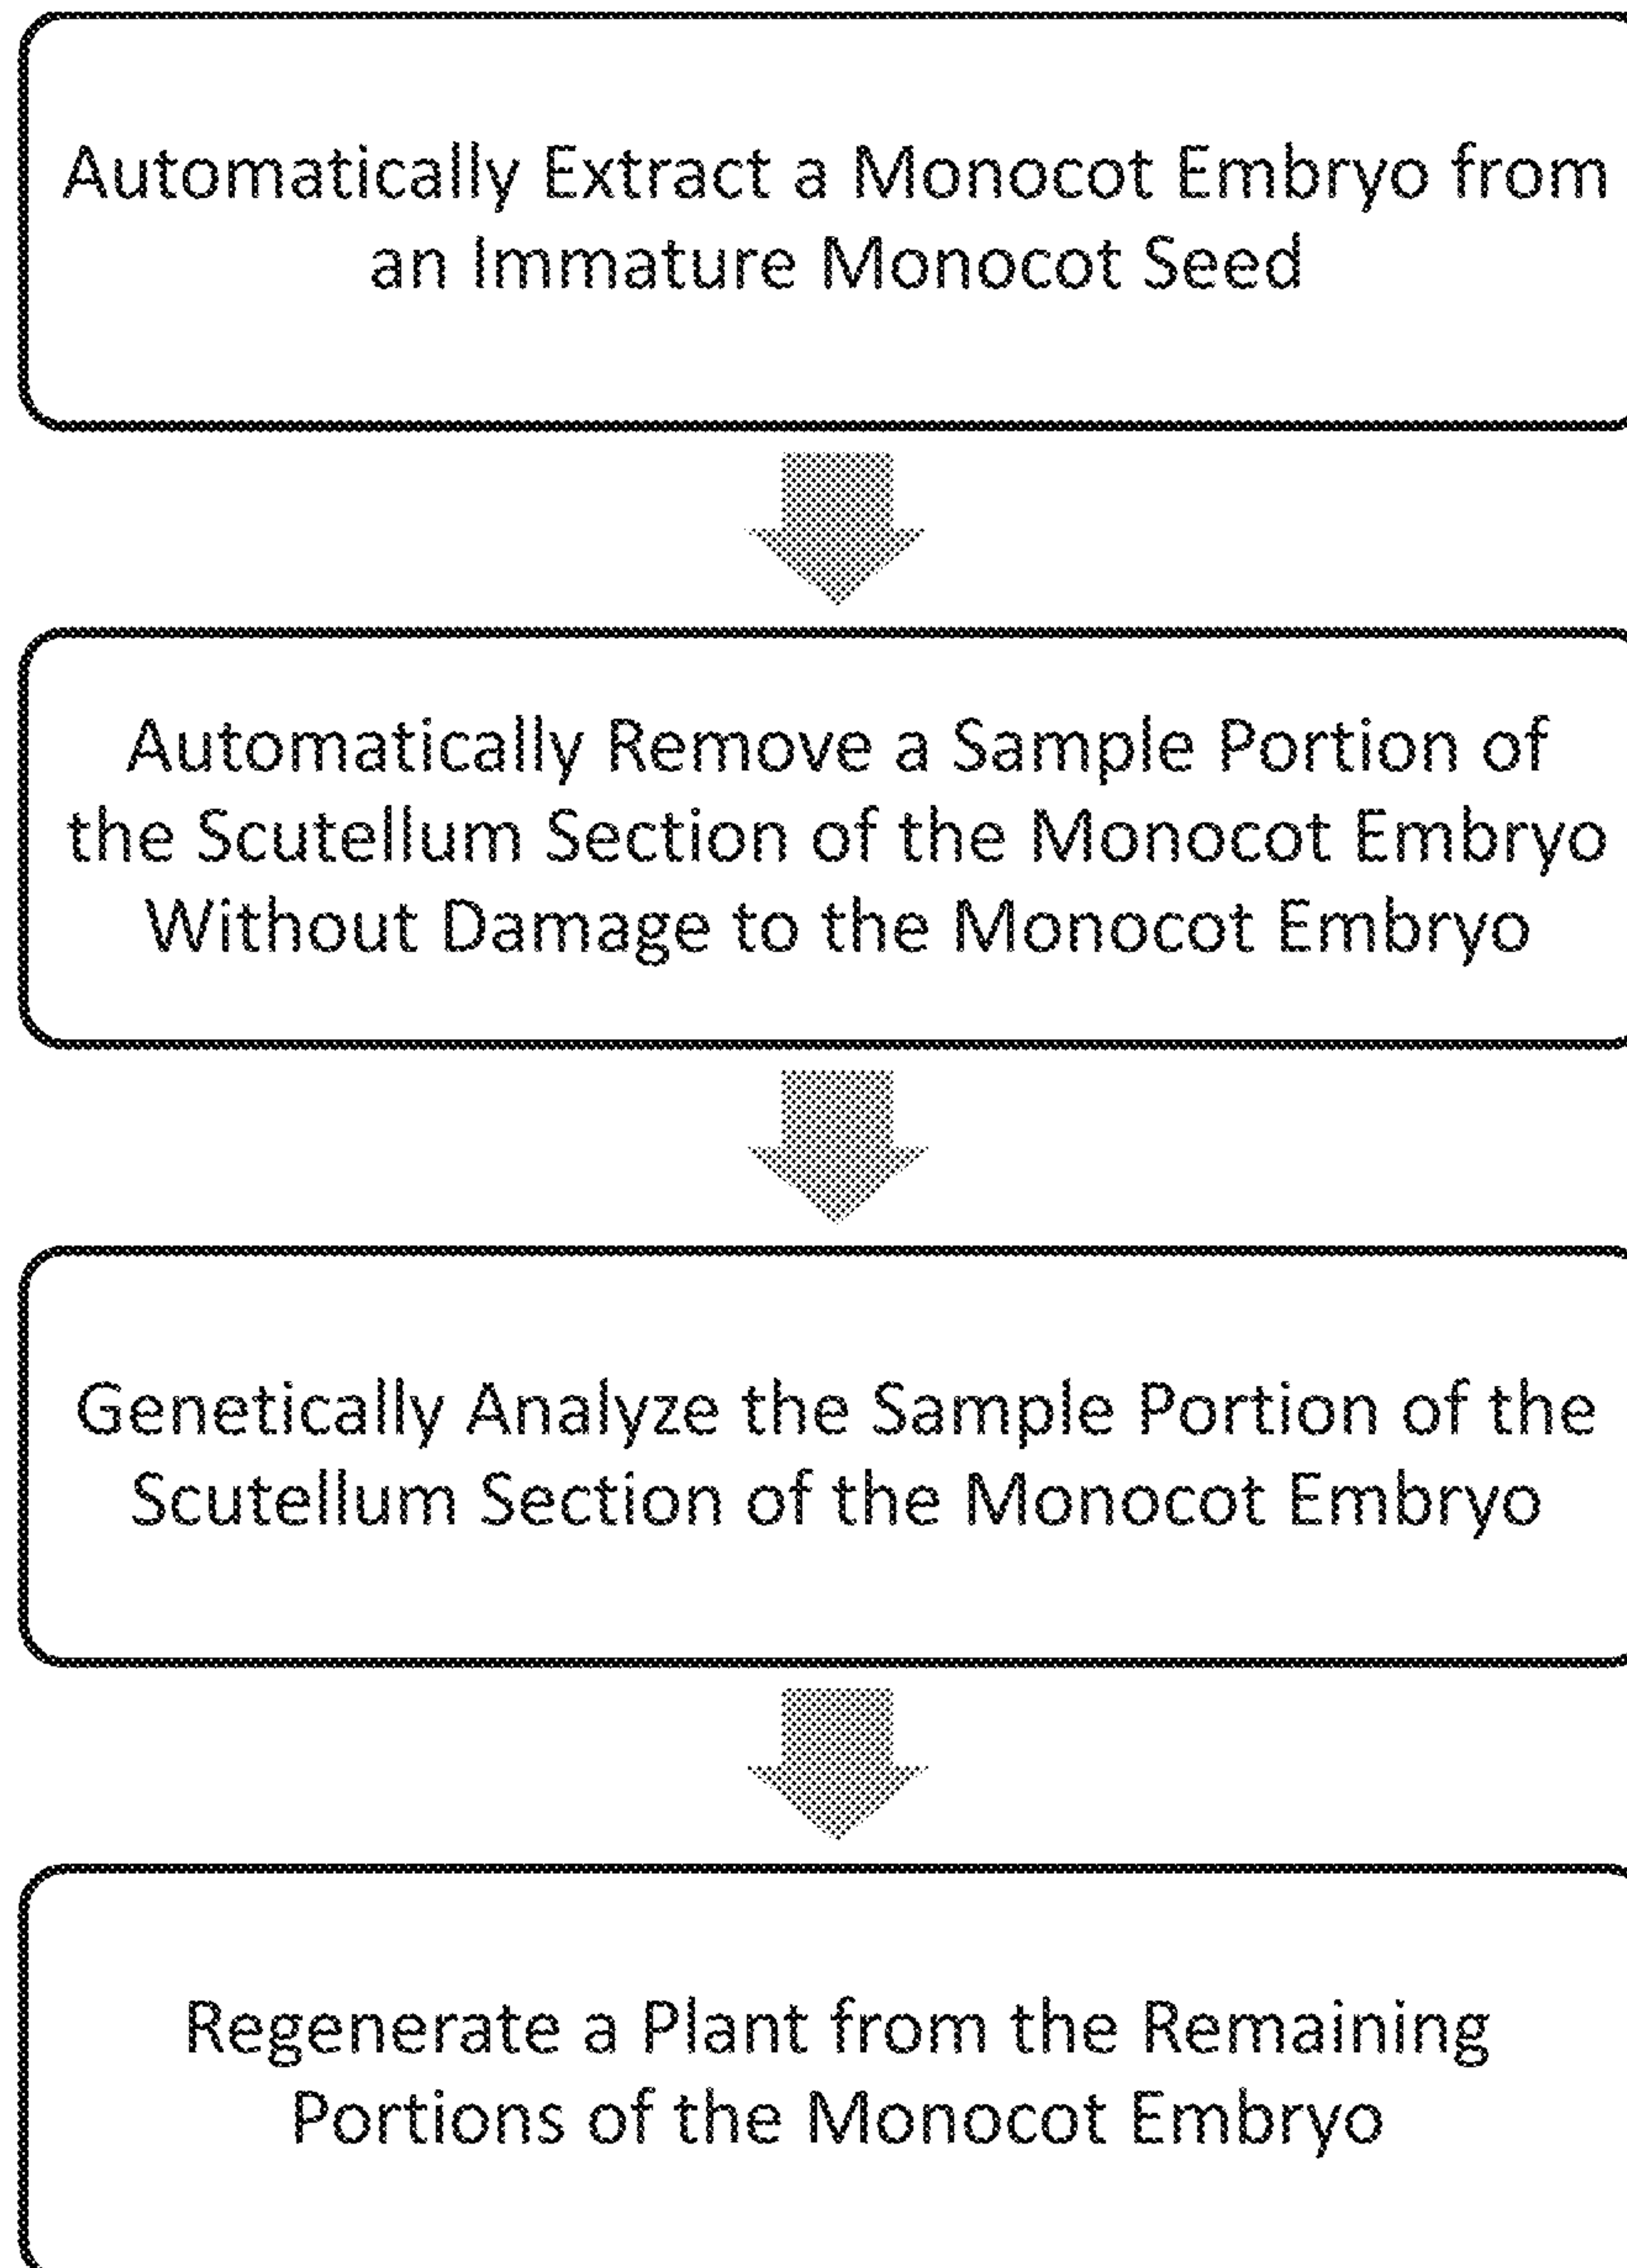 Automatically Extract a Monocot Embryo from
an Immature Monocot Seed
Automatically Remove a Sample Portion of
the Scutellum Section of the Monocot Embryo
Without Damage to the Monocot Embryo
Genetically Analyze the Sample Portion of the
Scutellum Section of the Monocot Embryo
Regenerate a Plant from the Remaining
Portions of the Monocot Embryo